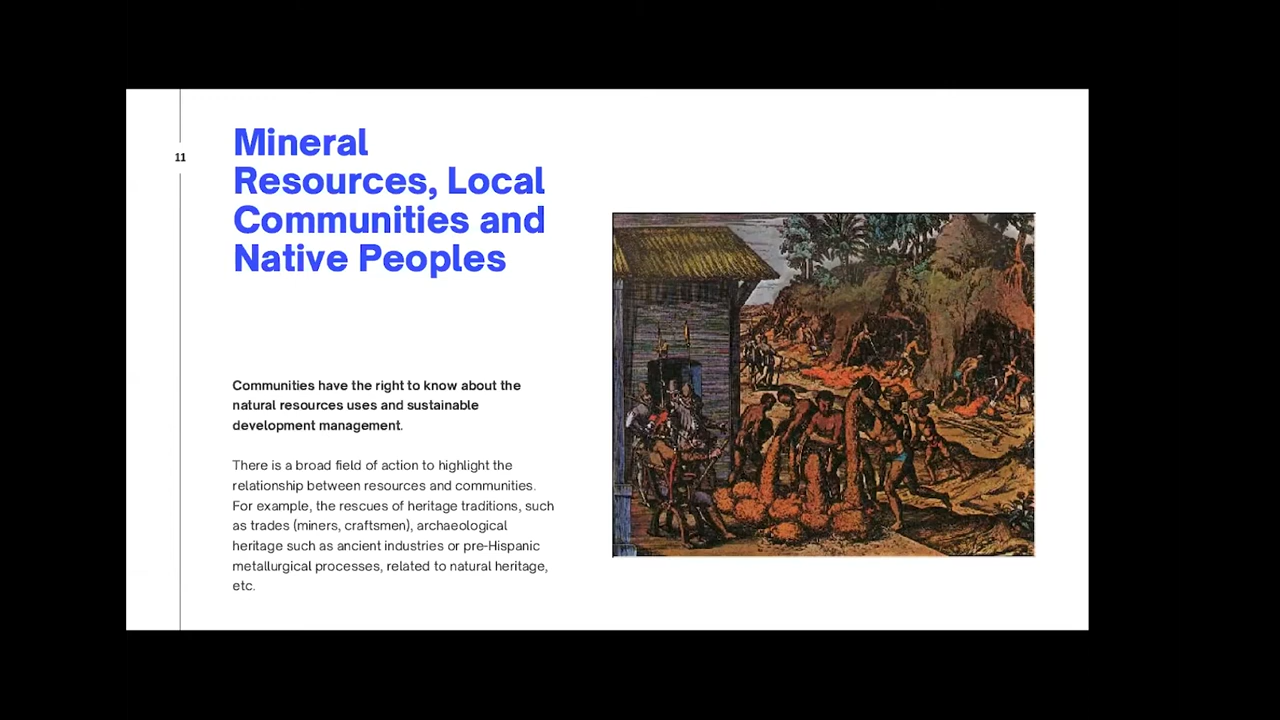 11
Mineral
Resources, Local
Communities and
Native Peoples
Communities have the right to know about the
natural resources uses and sustainable
development management.
There is a broad field of action to highlight the
relationship between resources and communities.
For example, the rescues of heritage traditions, such
as trades (miners, craftsmen), archaeological
heritage such as ancient industries or pre-Hispanic
metallurgical processes, related to natural heritage,
etc.